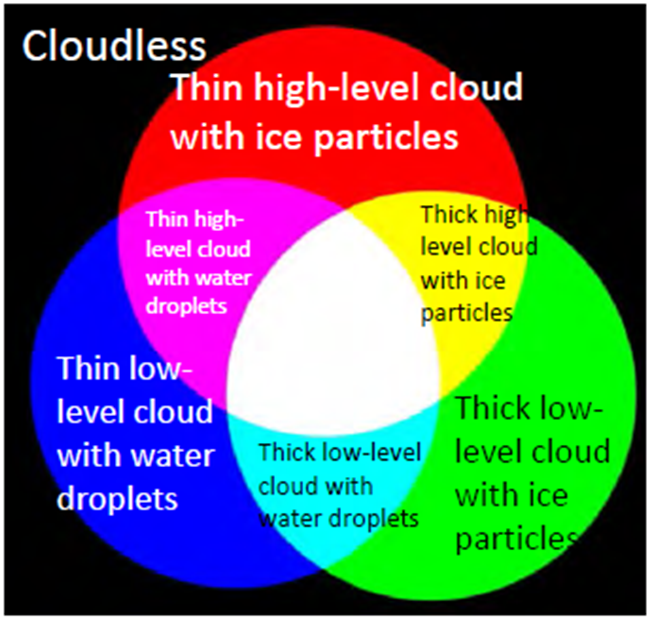 Cloudless
Thin high-level cloud
with ice particles
Thin high-
level cloud
with water
droplets
Thick high
level cloud
with ice
particles
Thin low-
level cloud
with water
droplets
Thick low-level
cloud with
water droplets
Thick low-
level cloud
with ice
particles